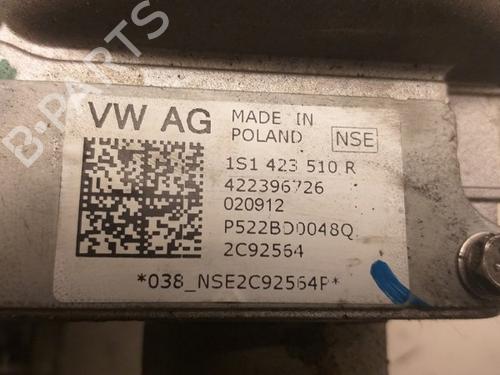 B-PARTS
VW AG
MADE IN
POLAND
NSE
1S1 423 510 R
422396726
020912
P522BD0048Q
2C92564
*038_NSE2C92564P*